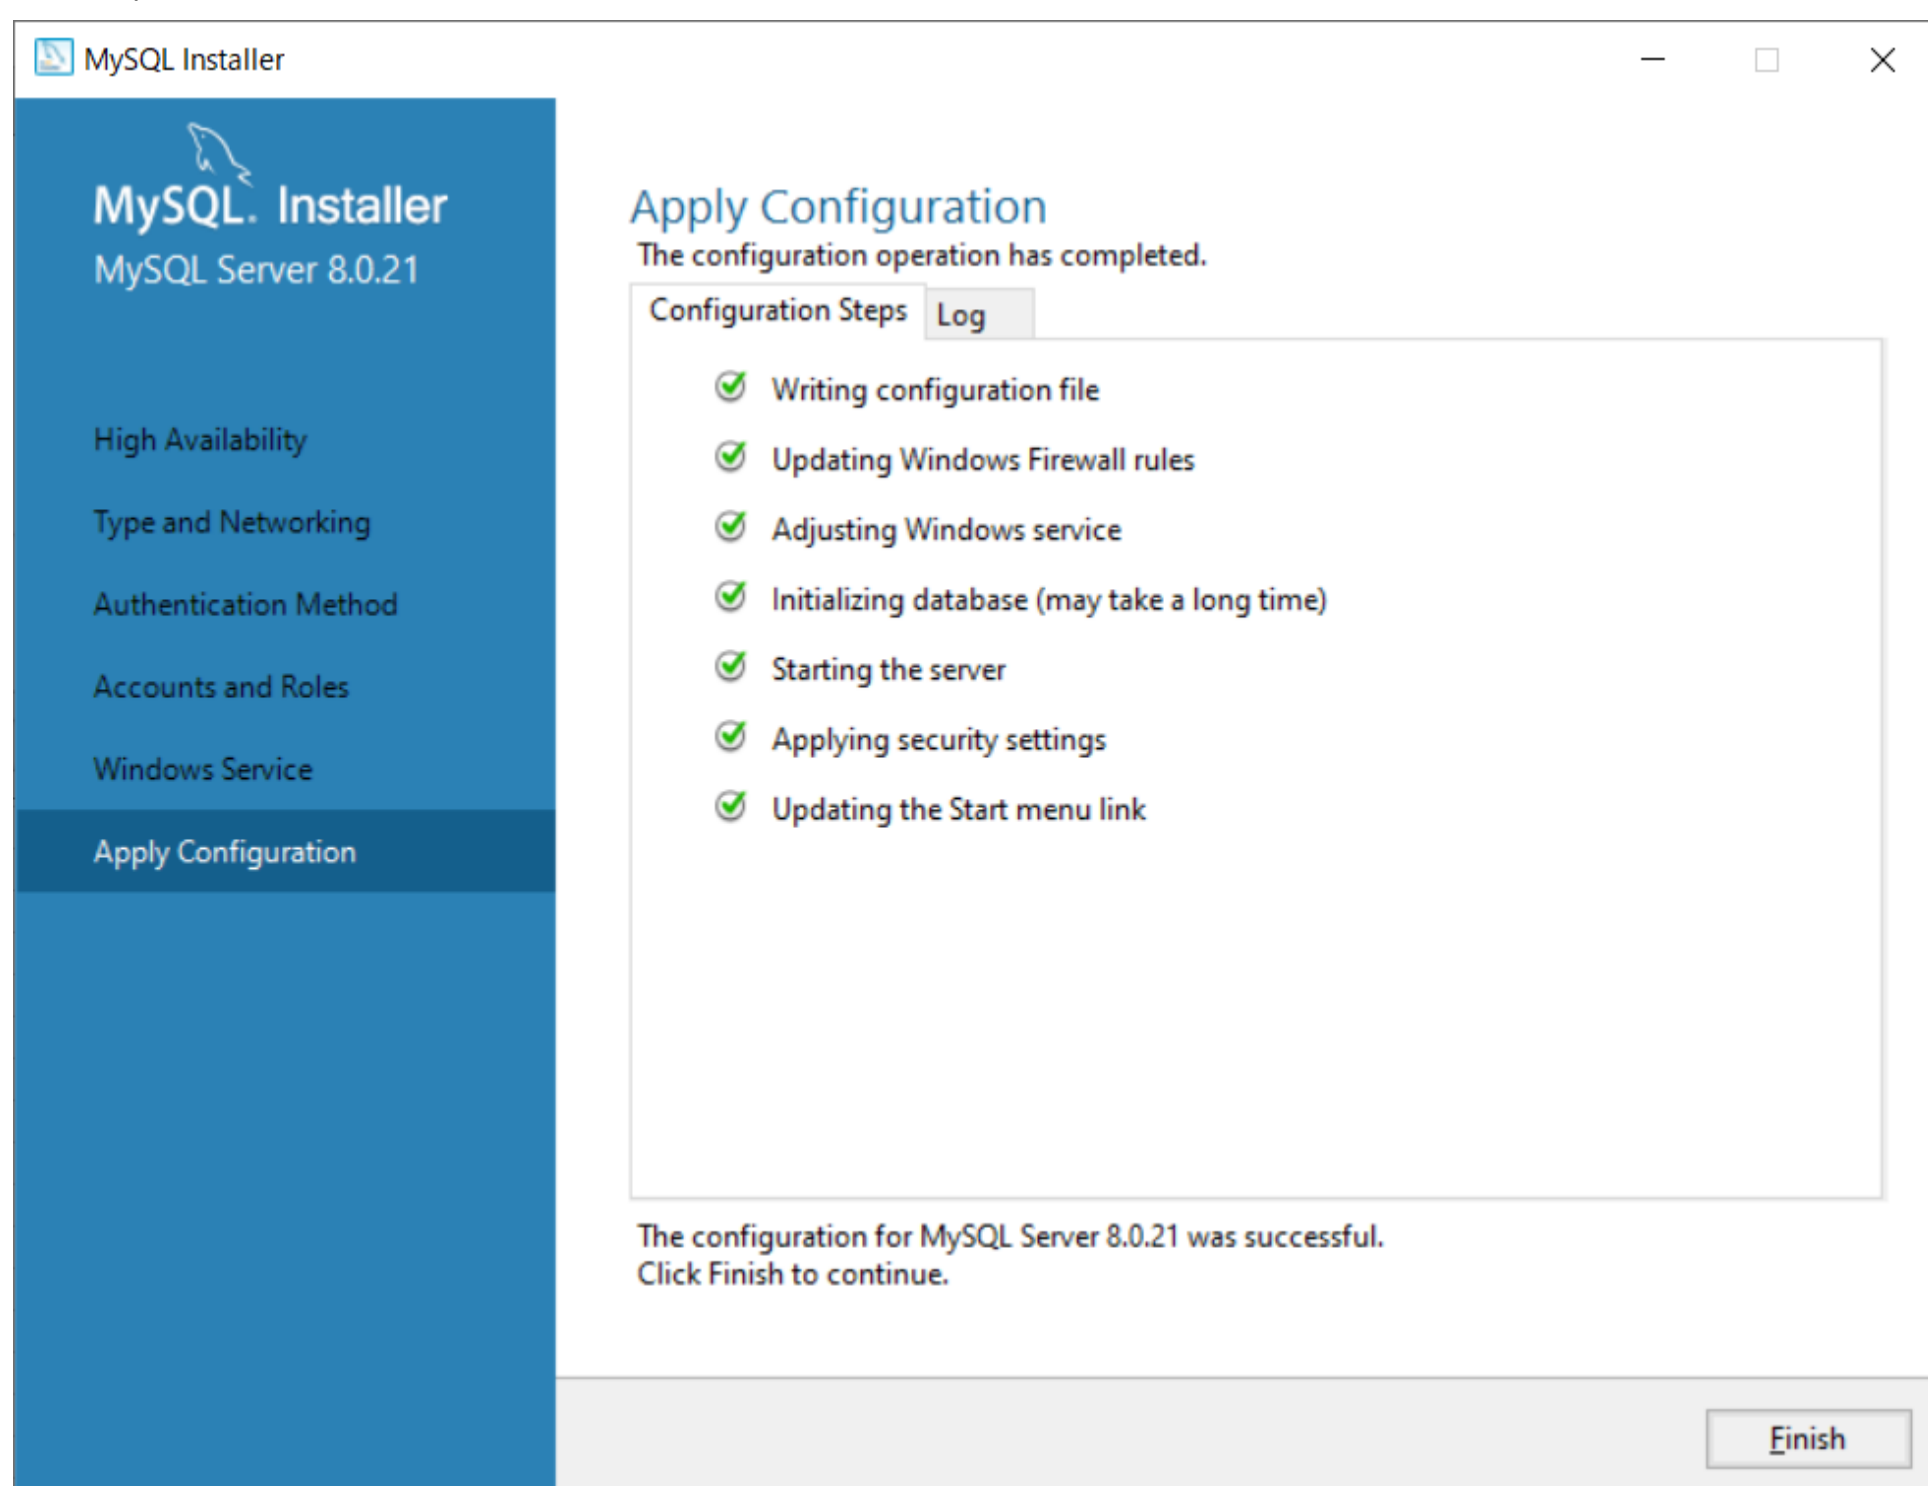 MySQL Installer
MySQL. Installer
MySQL Server 8.0.21
High Availability
Type and Networking
Authentication Method
Accounts and Roles
Windows Service
Apply Configuration
Apply Configuration
The configuration operation has completed.
Configuration Steps
Log
Writing configuration file
Updating Windows Firewall rules
Adjusting Windows service
Initializing database (may take a long time)
Starting the server
Applying security settings
Updating the Start menu link
The configuration for MySQL Server 8.0.21 was successful.
Click Finish to continue.
Finish